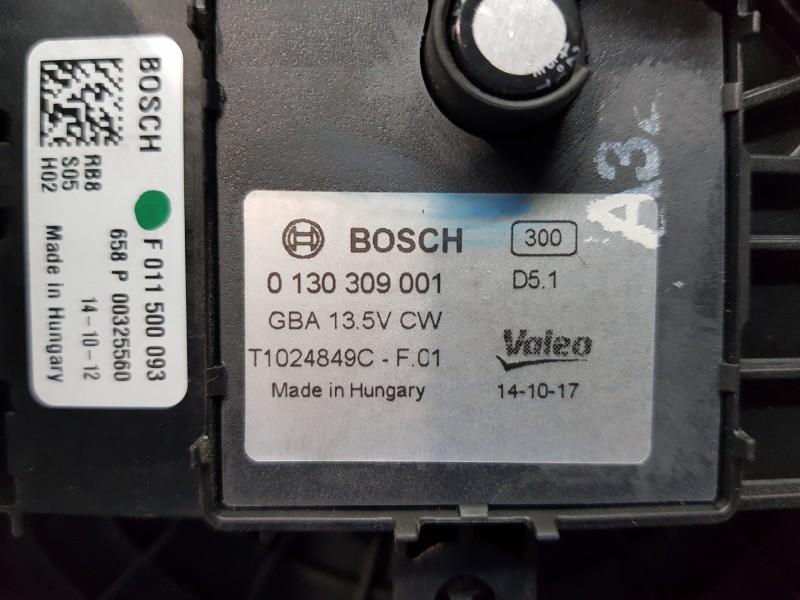 BOSCH
RB8
S05
H02
F 011 500 093
658 P 00325560
14-10-12
Made in Hungary
BOSCH 300
0 130 309 001 D5.1
GBA 13.5V CW
T1024849C - F.01 Valeo
Made in Hungary 14-10-17
A3